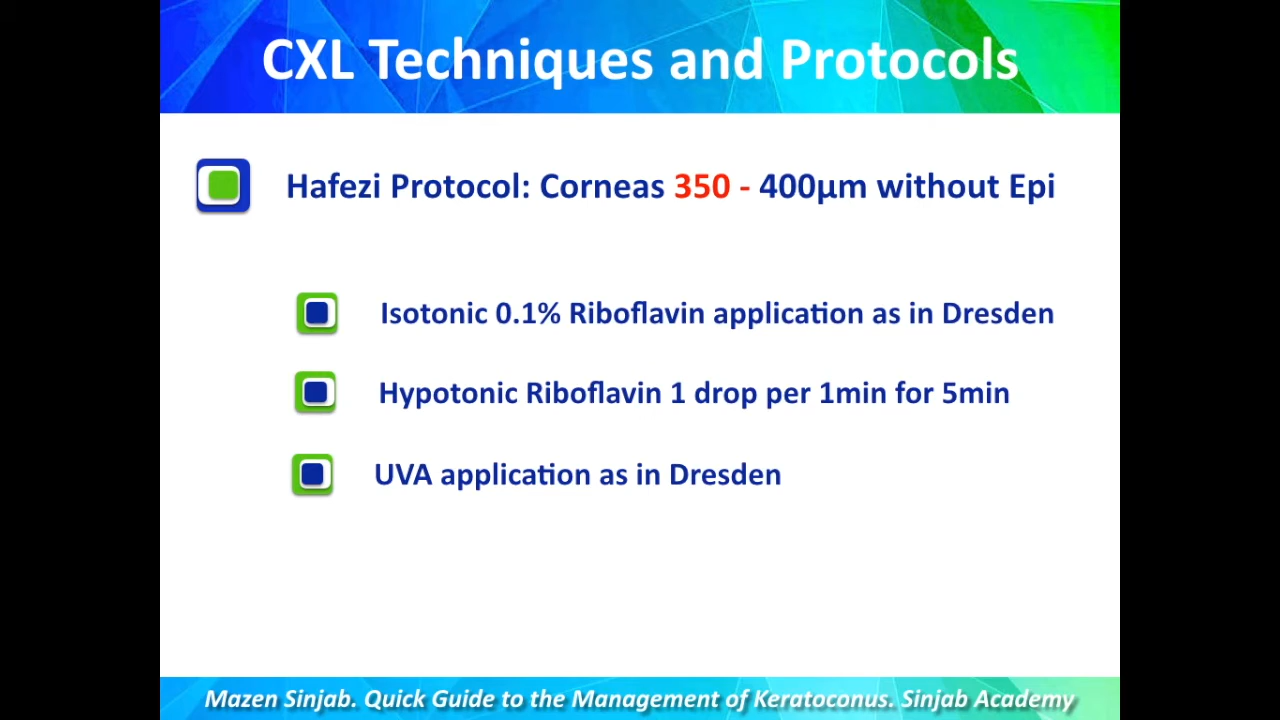 CXL Techniques and Protocols
Hafezi Protocol: Corneas 350 - 400µm without Epi
Isotonic 0.1% Riboflavin application as in Dresden
Hypotonic Riboflavin 1 drop per 1min for 5min
UVA application as in Dresden
Mazen Sinjab. Quick Guide to the Management of Keratoconus. Sinjab Academy